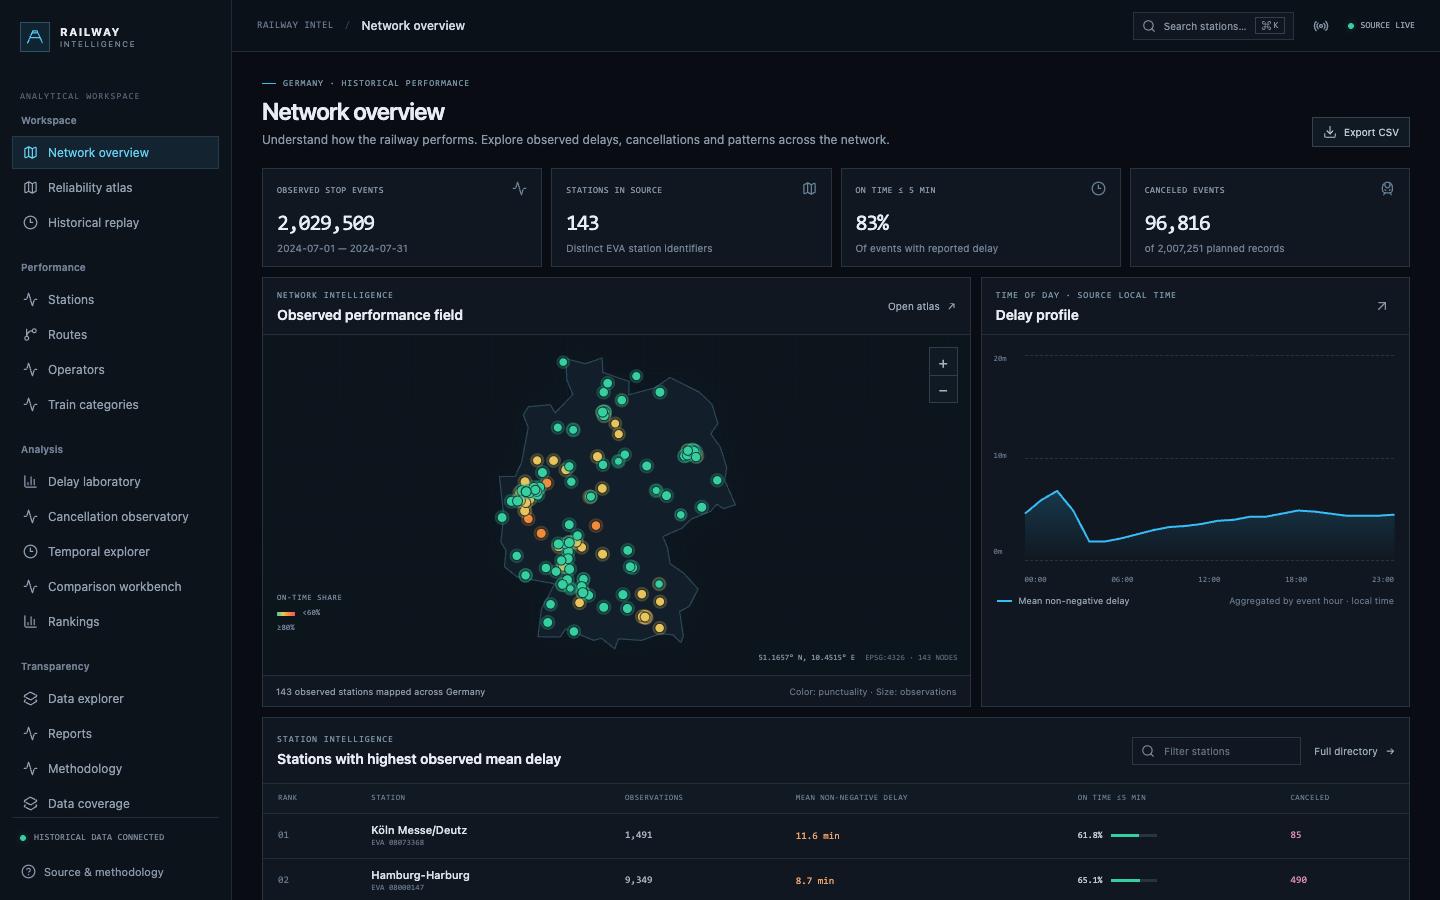 RAILWAY
INTELLIGENCE
ANALYTICAL WORKSPACE
Workspace
Network overview
Reliability atlas
Historical replay
Performance
Stations
Routes
Operators
Train categories
Analysis
Delay laboratory
Cancellation observatory
Temporal explorer
Comparison workbench
Rankings
Transparency
Data explorer
Reports
Methodology
Data coverage
HISTORICAL DATA CONNECTED
Source & methodology
RAILWAY INTEL / Network overview
Search stations... ⌘K
SOURCE LIVE
GERMANY · HISTORICAL PERFORMANCE
Network overview
Understand how the railway performs. Explore observed delays, cancellations and patterns across the network.
Export CSV
OBSERVED STOP EVENTS
2,029,509
2024-07-01 — 2024-07-31
STATIONS IN SOURCE
143
Distinct EVA station identifiers
ON TIME ≤ 5 MIN
83%
Of events with reported delay
CANCELED EVENTS
96,816
of 2,007,251 planned records
NETWORK INTELLIGENCE
Observed performance field
Open atlas ↗
+
−
ON-TIME SHARE
<60%
≥80%
51.1657° N, 10.4515° E EPSG:4326 · 143 NODES
143 observed stations mapped across Germany
Color: punctuality · Size: observations
TIME OF DAY · SOURCE LOCAL TIME
Delay profile
20m
10m
0m
00:00 06:00 12:00 18:00 23:00
Mean non-negative delay
Aggregated by event hour · local time
STATION INTELLIGENCE
Stations with highest observed mean delay
Filter stations
Full directory →
RANK STATION OBSERVATIONS MEAN NON-NEGATIVE DELAY ON TIME ≤5 MIN CANCELED
01 Köln Messe/Deutz 1,491 11.6 min 61.8% 85
EVA 08073368
02 Hamburg-Harburg 9,349 8.7 min 65.1% 490
EVA 08000147